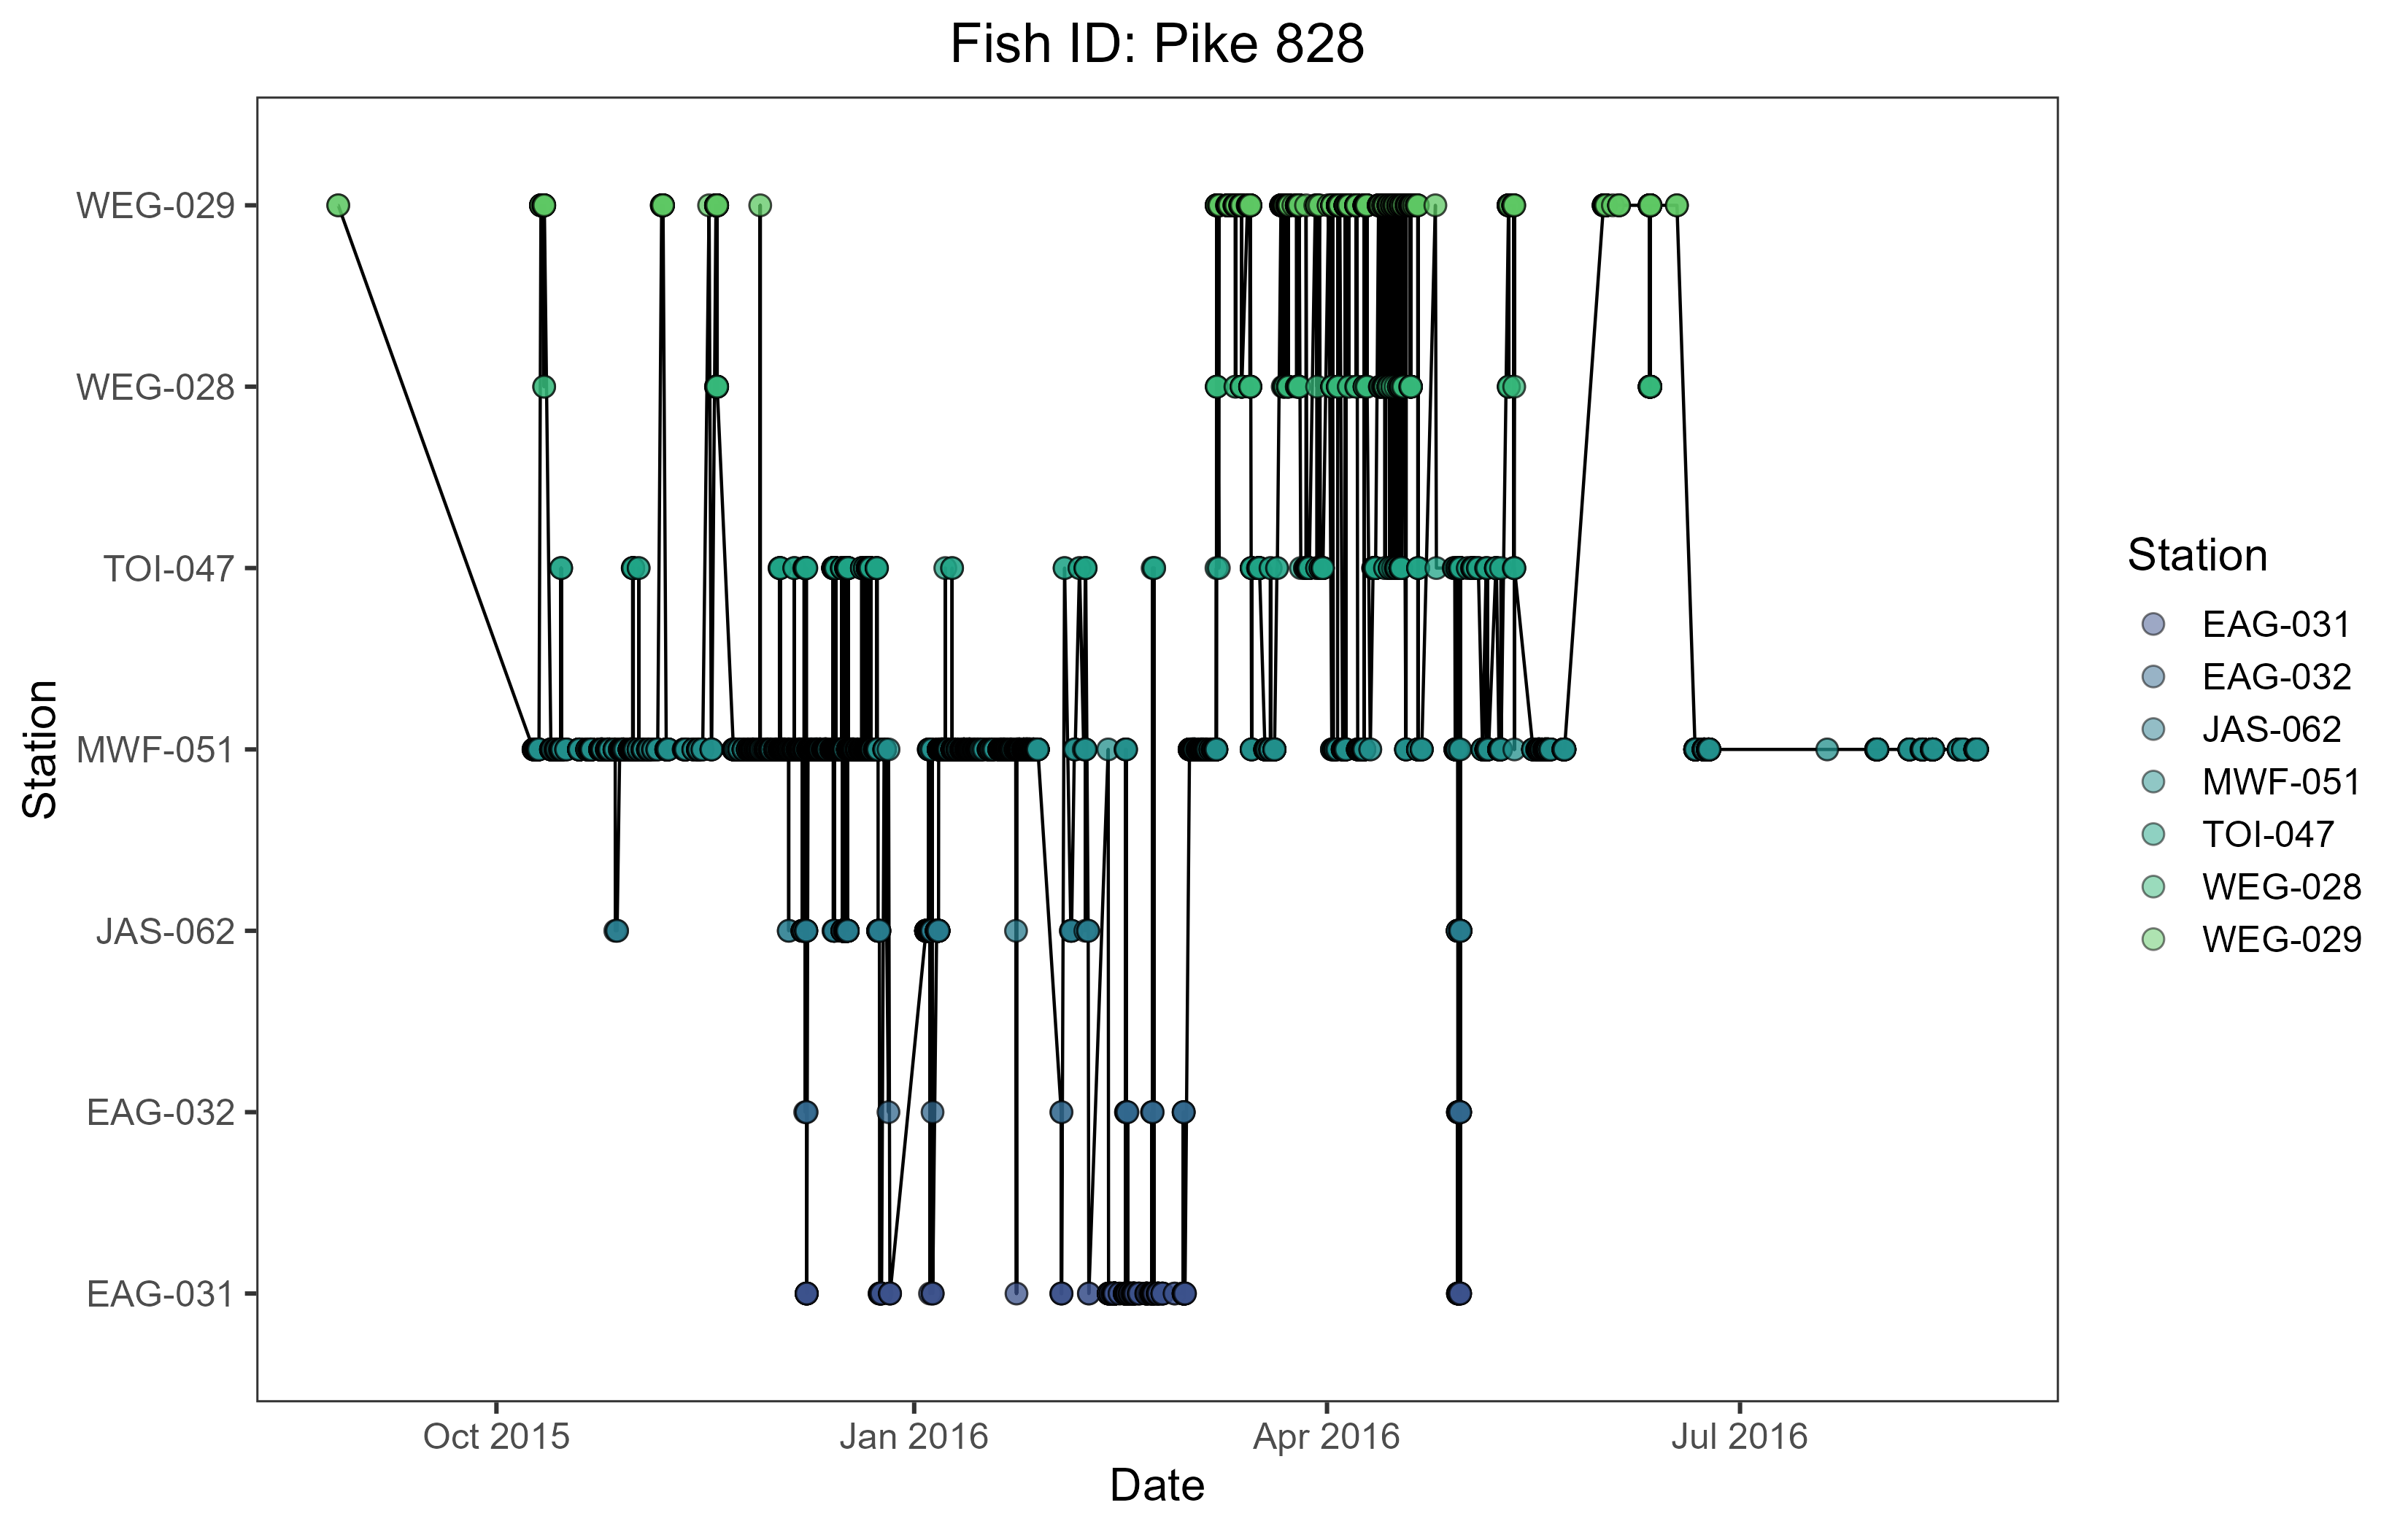 Fish ID: Pike 828
Station
WEG-029
WEG-028
TOI-047
MWF-051
JAS-062
EAG-032
EAG-031
Oct 2015
Jan 2016
Apr 2016
Jul 2016
Date
Station
EAG-031
EAG-032
JAS-062
MWF-051
TOI-047
WEG-028
WEG-029